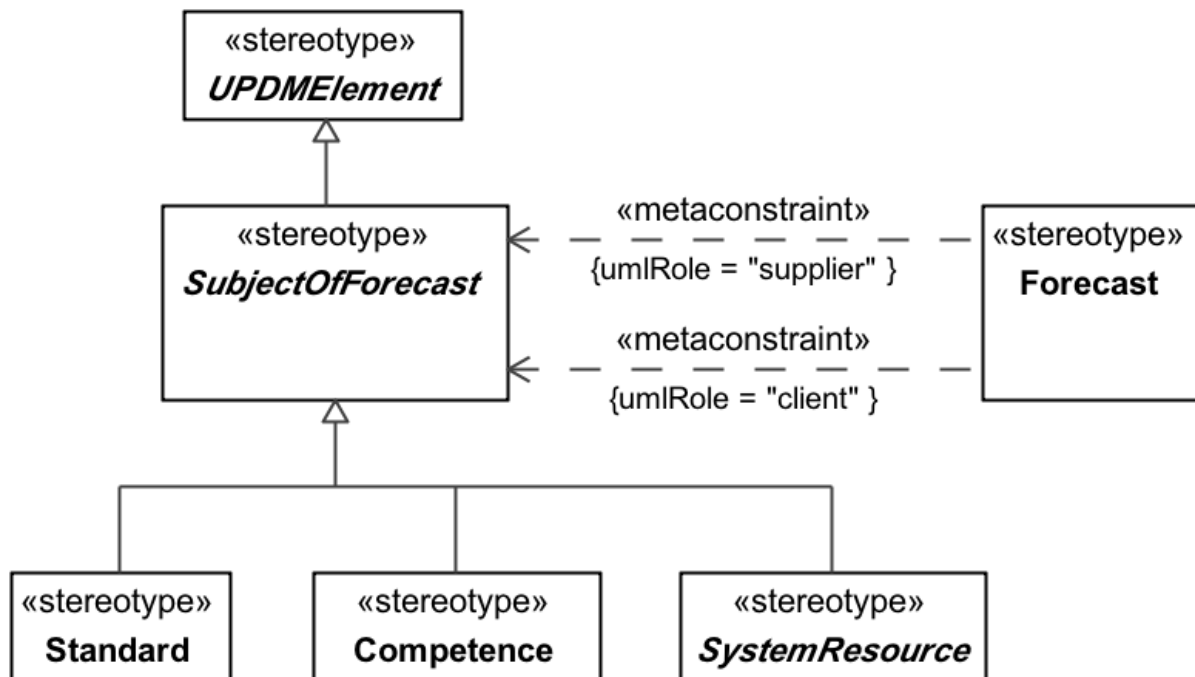 «stereotype»
UPDMElement
«stereotype»
SubjectOfForecast
«metaconstraint»
{umlRole = "supplier" }
«metaconstraint»
{umlRole = "client" }
«stereotype»
Forecast
«stereotype»
Standard
«stereotype»
Competence
«stereotype»
SystemResource